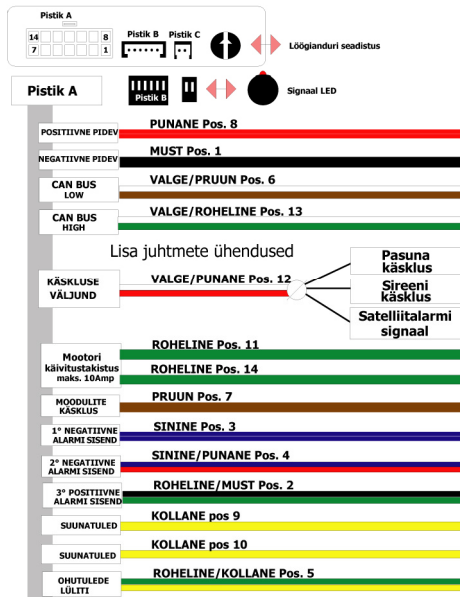 Pistik A
Pistik B
Pistik C
14
8
7
1
Löögianduri seadistus
Pistik A
Pistik B
Signaal LED
POSITIIVNE PIDEV
PUNANE Pos. 8
NEGATIIVNE PIDEV
MUST Pos. 1
CAN BUS
LOW
VALGE/PRUUN Pos. 6
CAN BUS
HIGH
VALGE/ROHELINE Pos. 13
Lisa juhtmete ühendused
KÄSKLUSE
VÄLJUND
VALGE/PUNANE Pos. 12
Pasuna
käsklus
Sireeni
käsklus
Satelliitalarmi
signaal
Mootori
käivitustakistus
maks. 10Amp
ROHELINE Pos. 11
ROHELINE Pos. 14
MOODULITE
KÄSKLUS
PRUUN Pos. 7
1° NEGATIIVNE
ALARMI SISEND
SININE Pos. 3
2° NEGATIIVNE
ALARMI SISEND
SININE/PUNANE Pos. 4
3° POSITIIVNE
ALARMI SISEND
ROHELINE/MUST Pos. 2
SUUNATULED
KOLLANE pos 9
SUUNATULED
KOLLANE pos 10
OHUTULEDE
LÜLITI
ROHELINE/KOLLANE Pos. 5